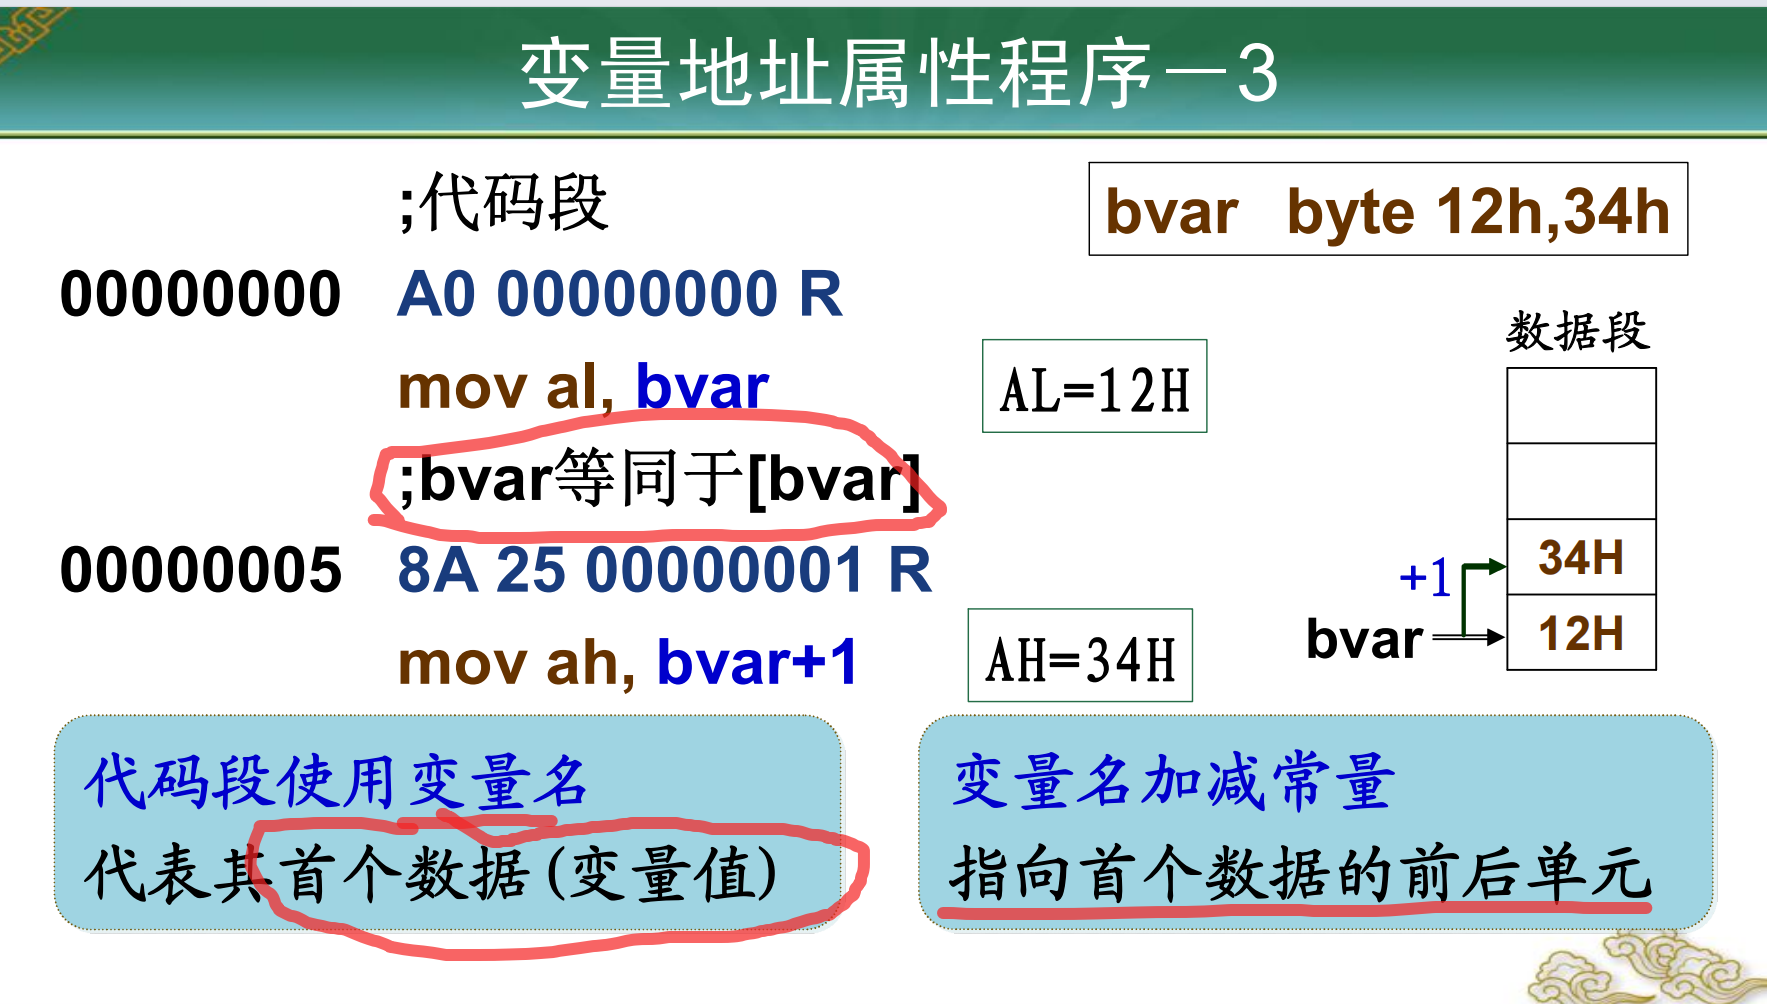 变量地址属性程序－3
;代码段
bvar byte 12h,34h
00000000 A0 00000000 R
mov al, bvar
AL=12H
;bvar等同于[bvar]
00000005 8A 25 00000001 R
mov ah, bvar+1
AH=34H
数据段
34H
+1
bvar
12H
代码段使用变量名
代表其首个数据(变量值)
变量名加减常量
指向首个数据的前后单元